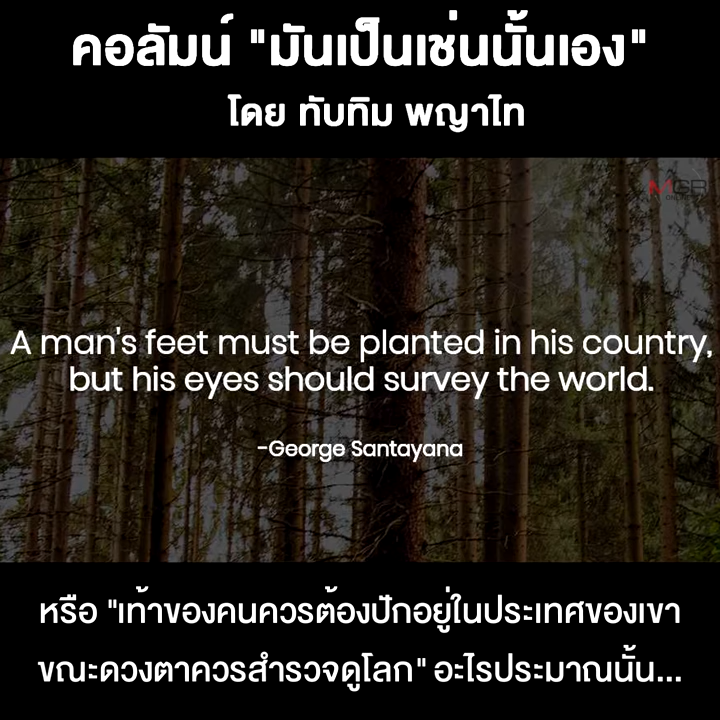 คอลัมน์ "มันเป็นเช่นนั้นเอง"
โดย ทับทิม พญาไท
MGR
ONLINE
A man's feet must be planted in his country,
but his eyes should survey the world.
-George Santayana
หรือ "เท้าของคนควรต้องปักอยู่ในประเทศของเขา
ขณะดวงตาควรสำรวจดูโลก" อะไรประมาณนั้น...